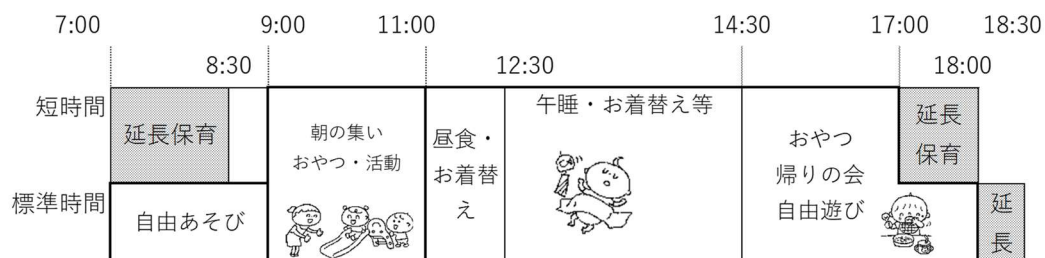 7:00
9:00
11:00
14:30
17:00
18:30
8:30
12:30
18:00
短時間
延長保育
朝の集い
おやつ・活動
昼食・
お着替
え
午睡・お着替え等
おやつ
帰りの会
自由遊び
延長
保育
標準時間
自由あそび
延
長